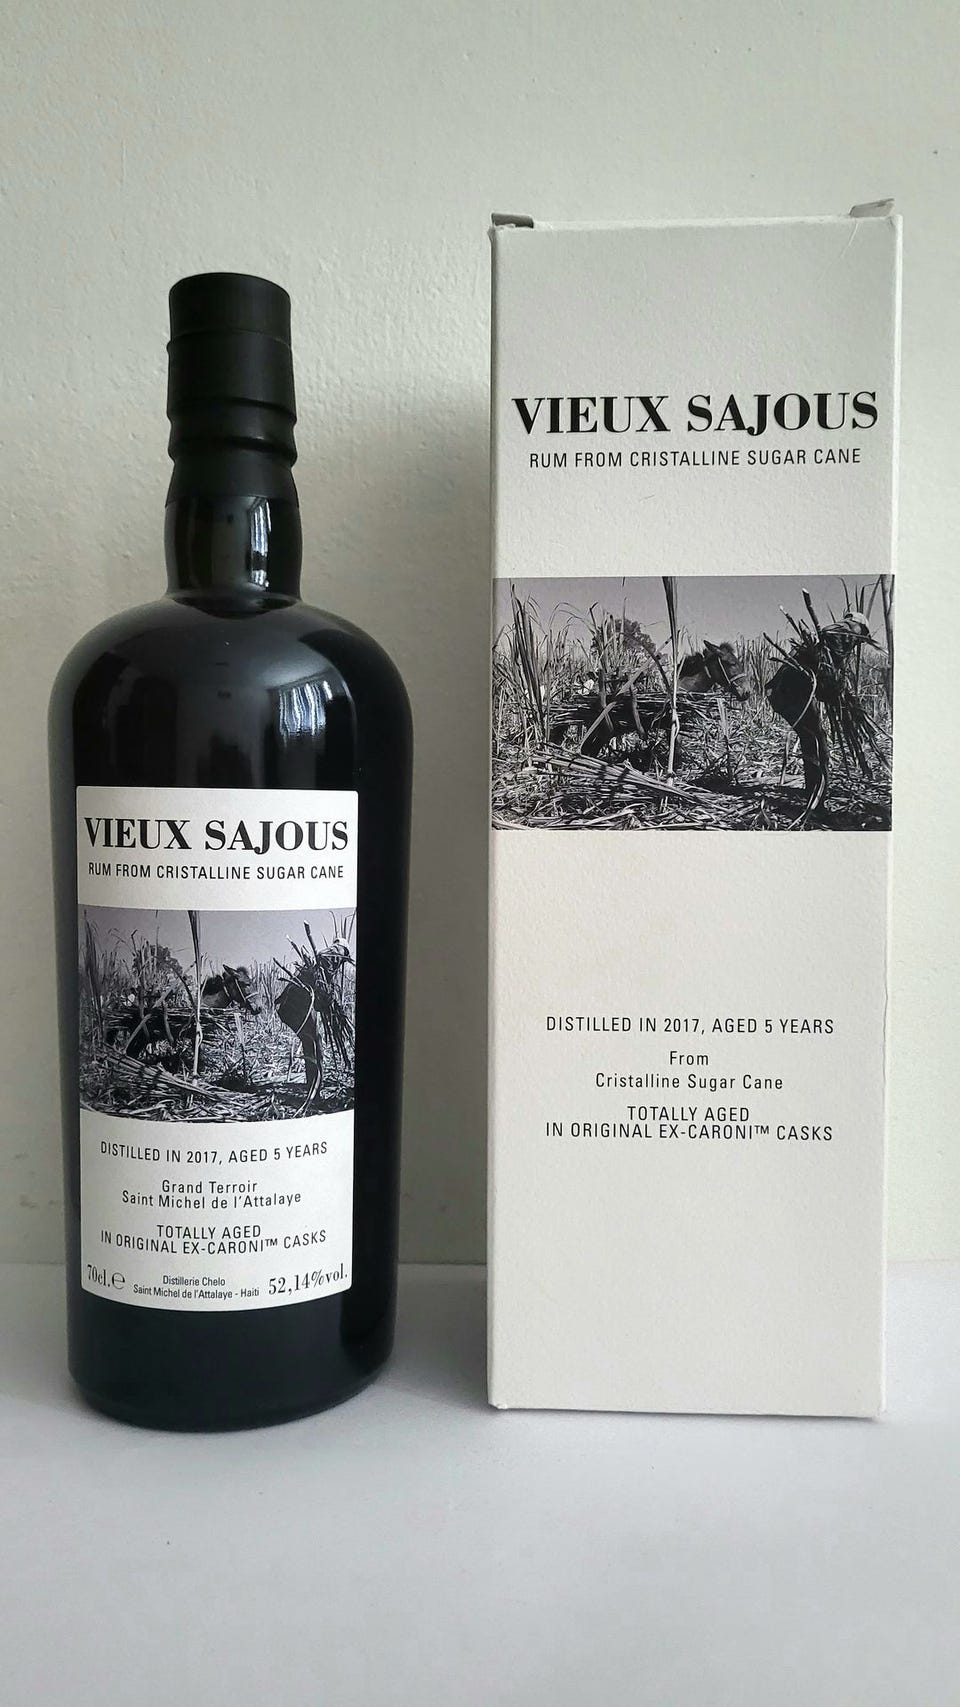 VIEUX SAJOUS
RUM FROM CRISTALLINE SUGAR CANE
DISTILLED IN 2017, AGED 5 YEARS
Grand Terroir
Saint Michel de l'Attalaye
TOTALLY AGED
IN ORIGINAL EX-CARONI™ CASKS
70cl.℮
Distillerie Chelo
Saint Michel de l'Attalaye - Haiti
52,14%vol.
VIEUX SAJOUS
RUM FROM CRISTALLINE SUGAR CANE
DISTILLED IN 2017, AGED 5 YEARS
From
Cristalline Sugar Cane
TOTALLY AGED
IN ORIGINAL EX-CARONI™ CASKS